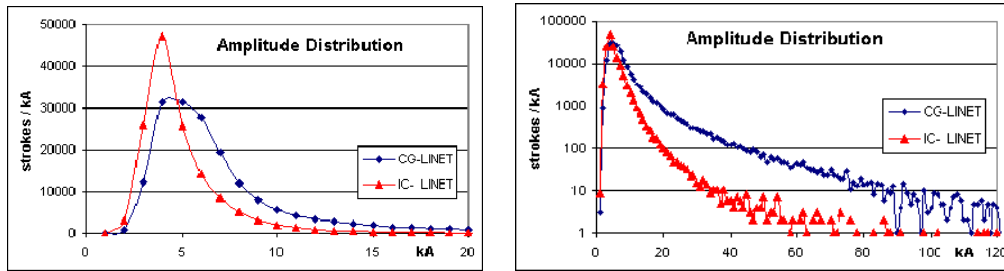 Amplitude Distribution
strokes / kA
50000
40000
30000
20000
10000
0
CG-LINET
IC- LINET
0
5
10
15
kA
20
Amplitude Distribution
strokes / kA
100000
10000
1000
100
10
1
CG-LINET
IC- LINET
0
20
40
60
80
100
kA
120